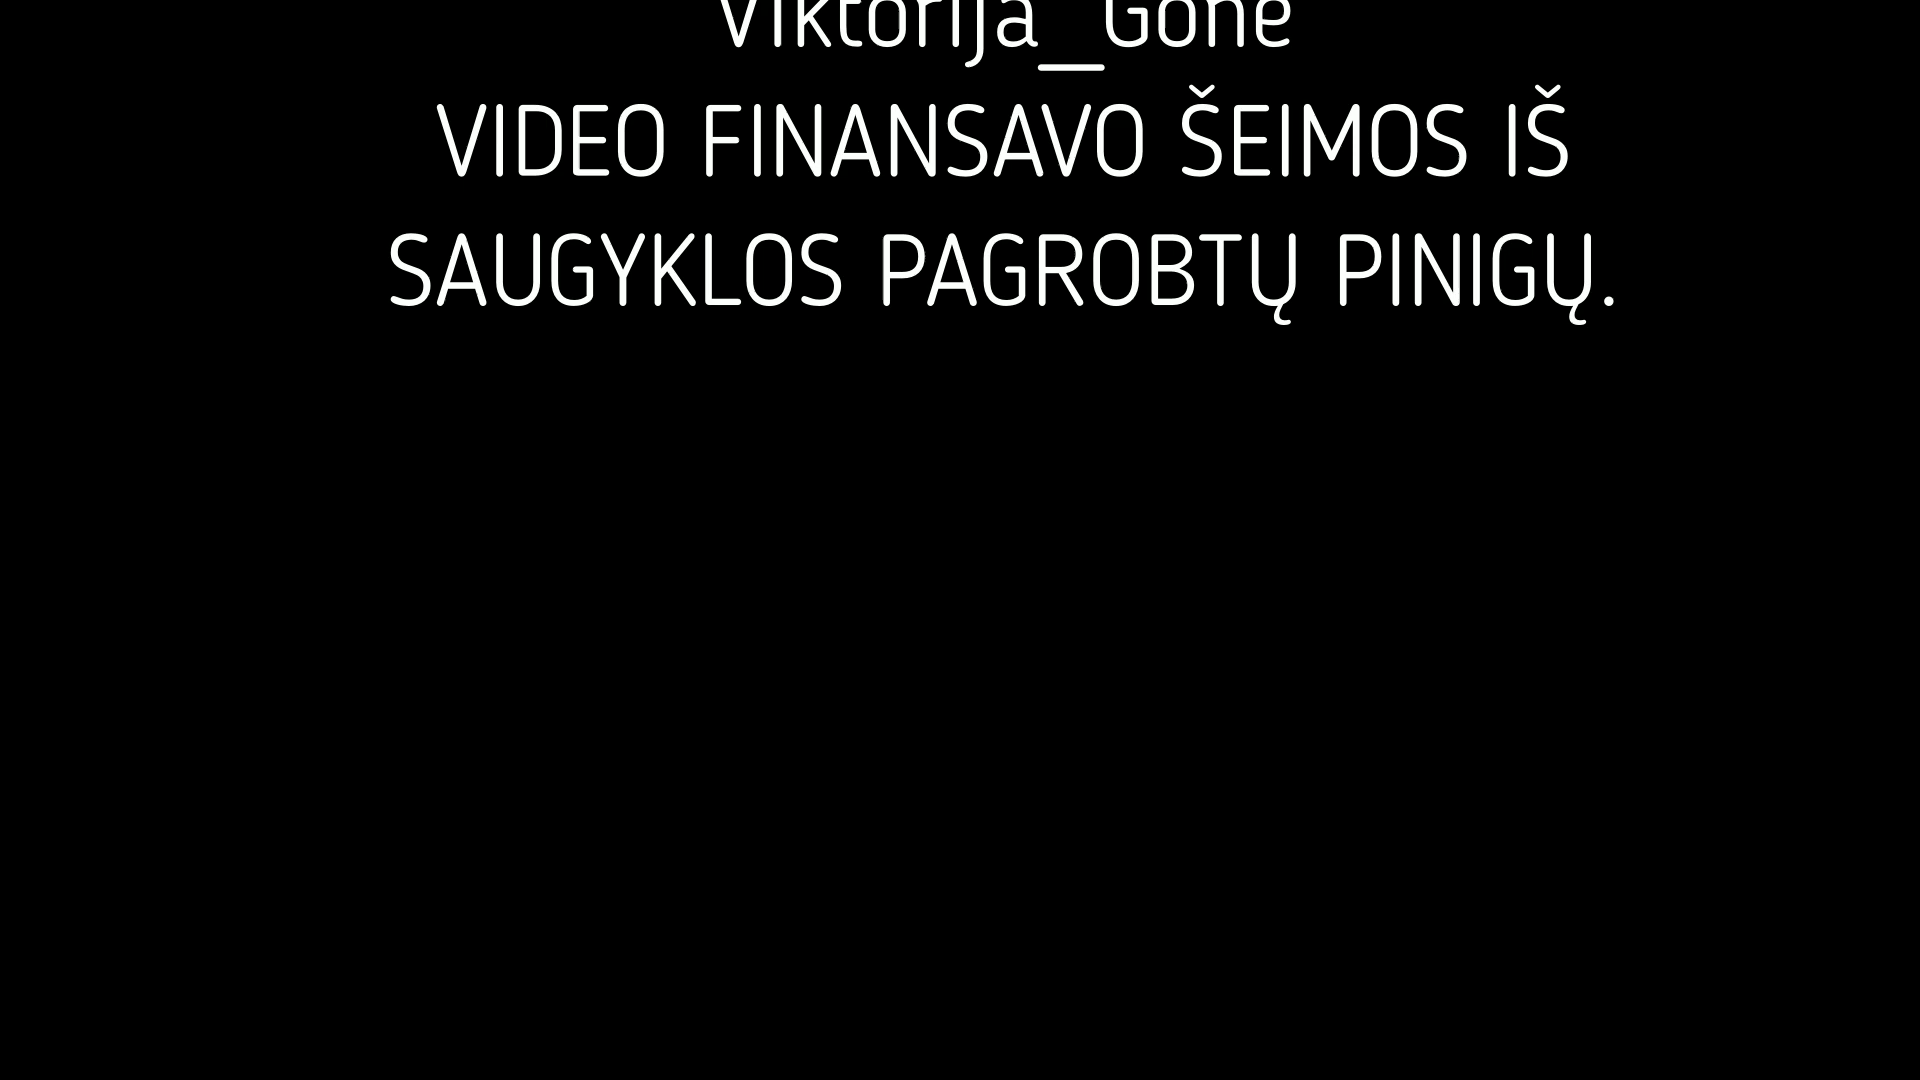 Viktorija_Gone
VIDEO FINANSAVO ŠEIMOS IŠ
SAUGYKLOS PAGROBTŲ PINIGŲ.